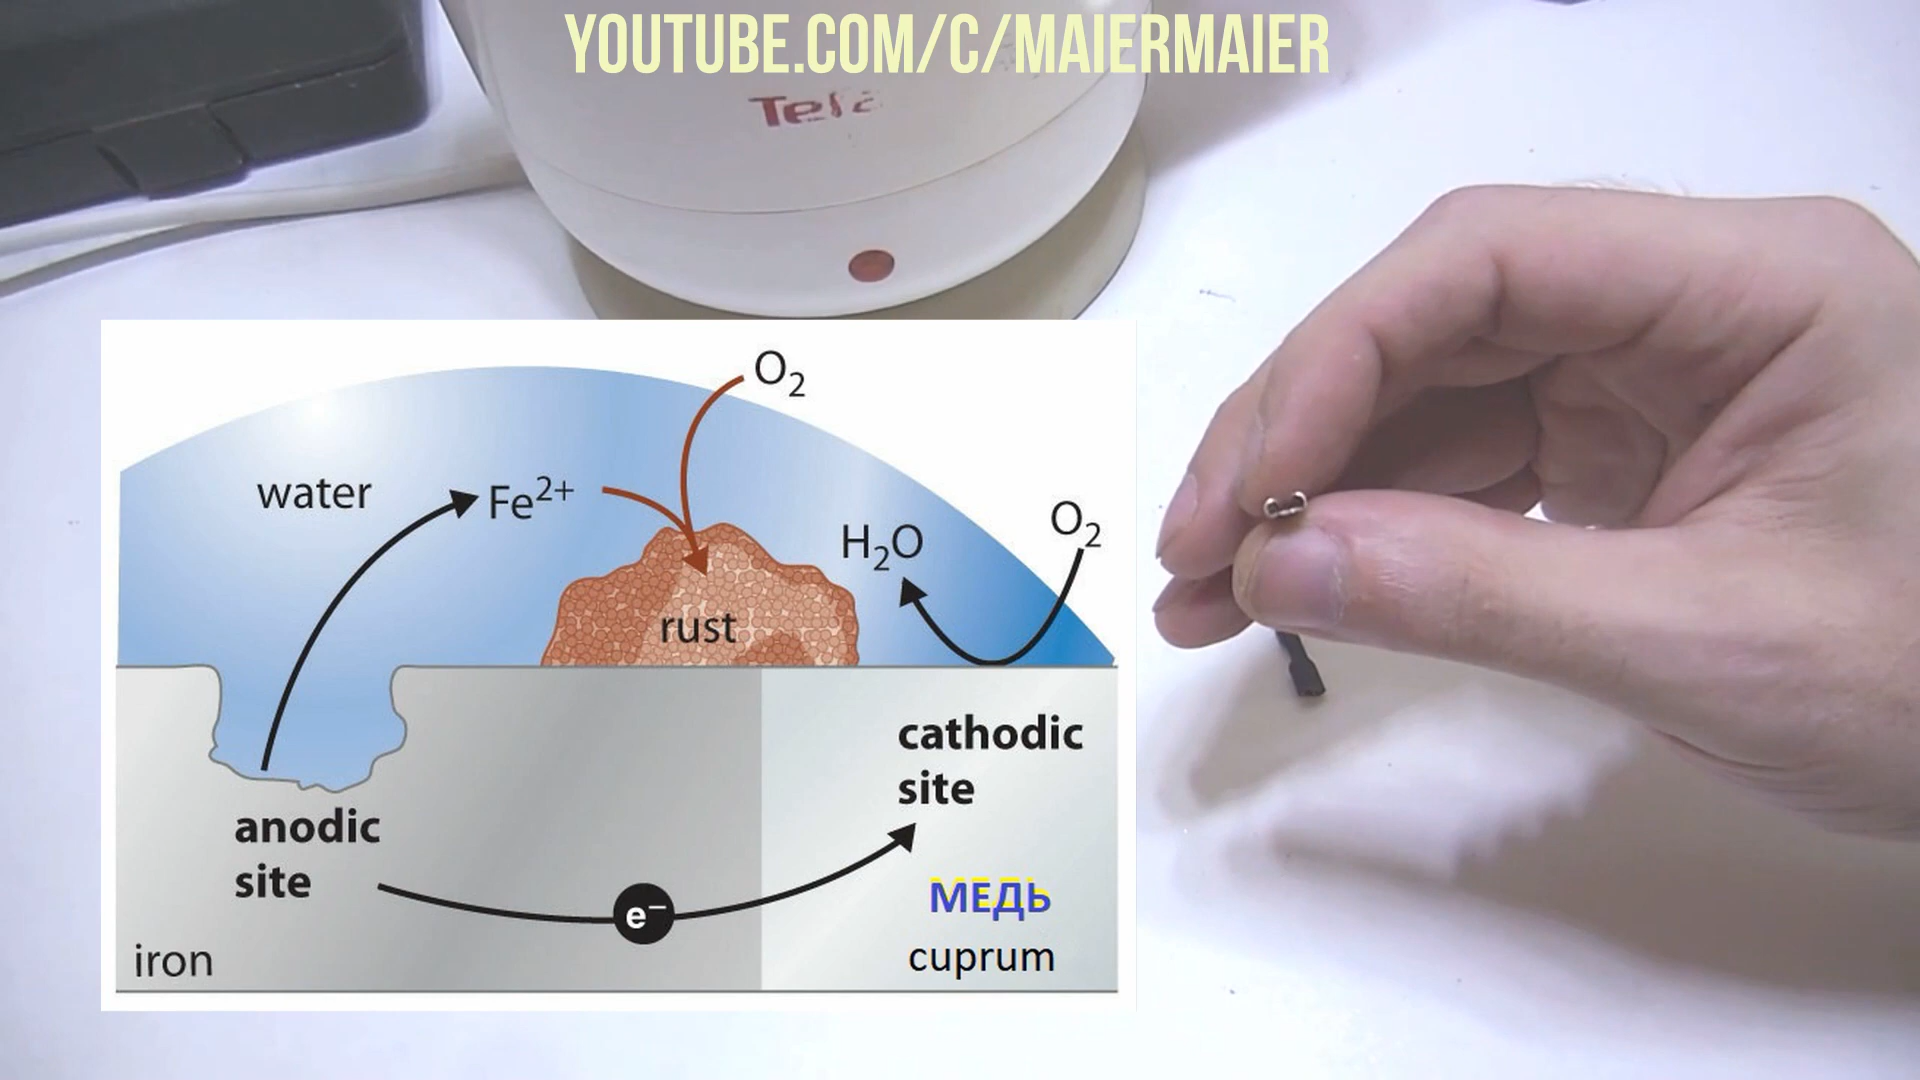 YOUTUBE.COM/C/MAIERMAIER
O₂
water
Fe²⁺
H₂O
O₂
rust
cathodic
site
anodic
site
e⁻
МЕДЬ
iron
cuprum